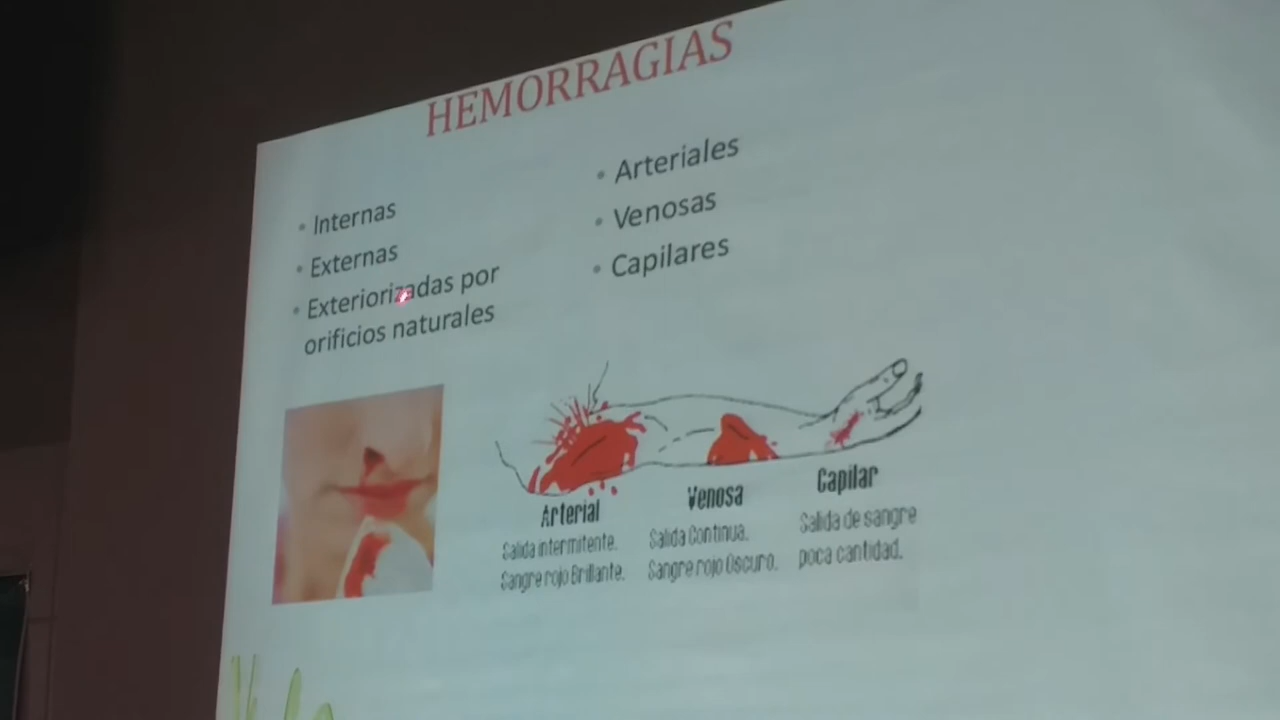 HEMORRAGIAS
• Internas
• Externas
• Exteriorizadas por
orificios naturales
• Arteriales
• Venosas
• Capilares
Arterial
Salida intermitente.
Sangre rojo Brillante.
Venosa
Salida Continua.
Sangre rojo Oscuro.
Capilar
Salida de sangre
poca cantidad.